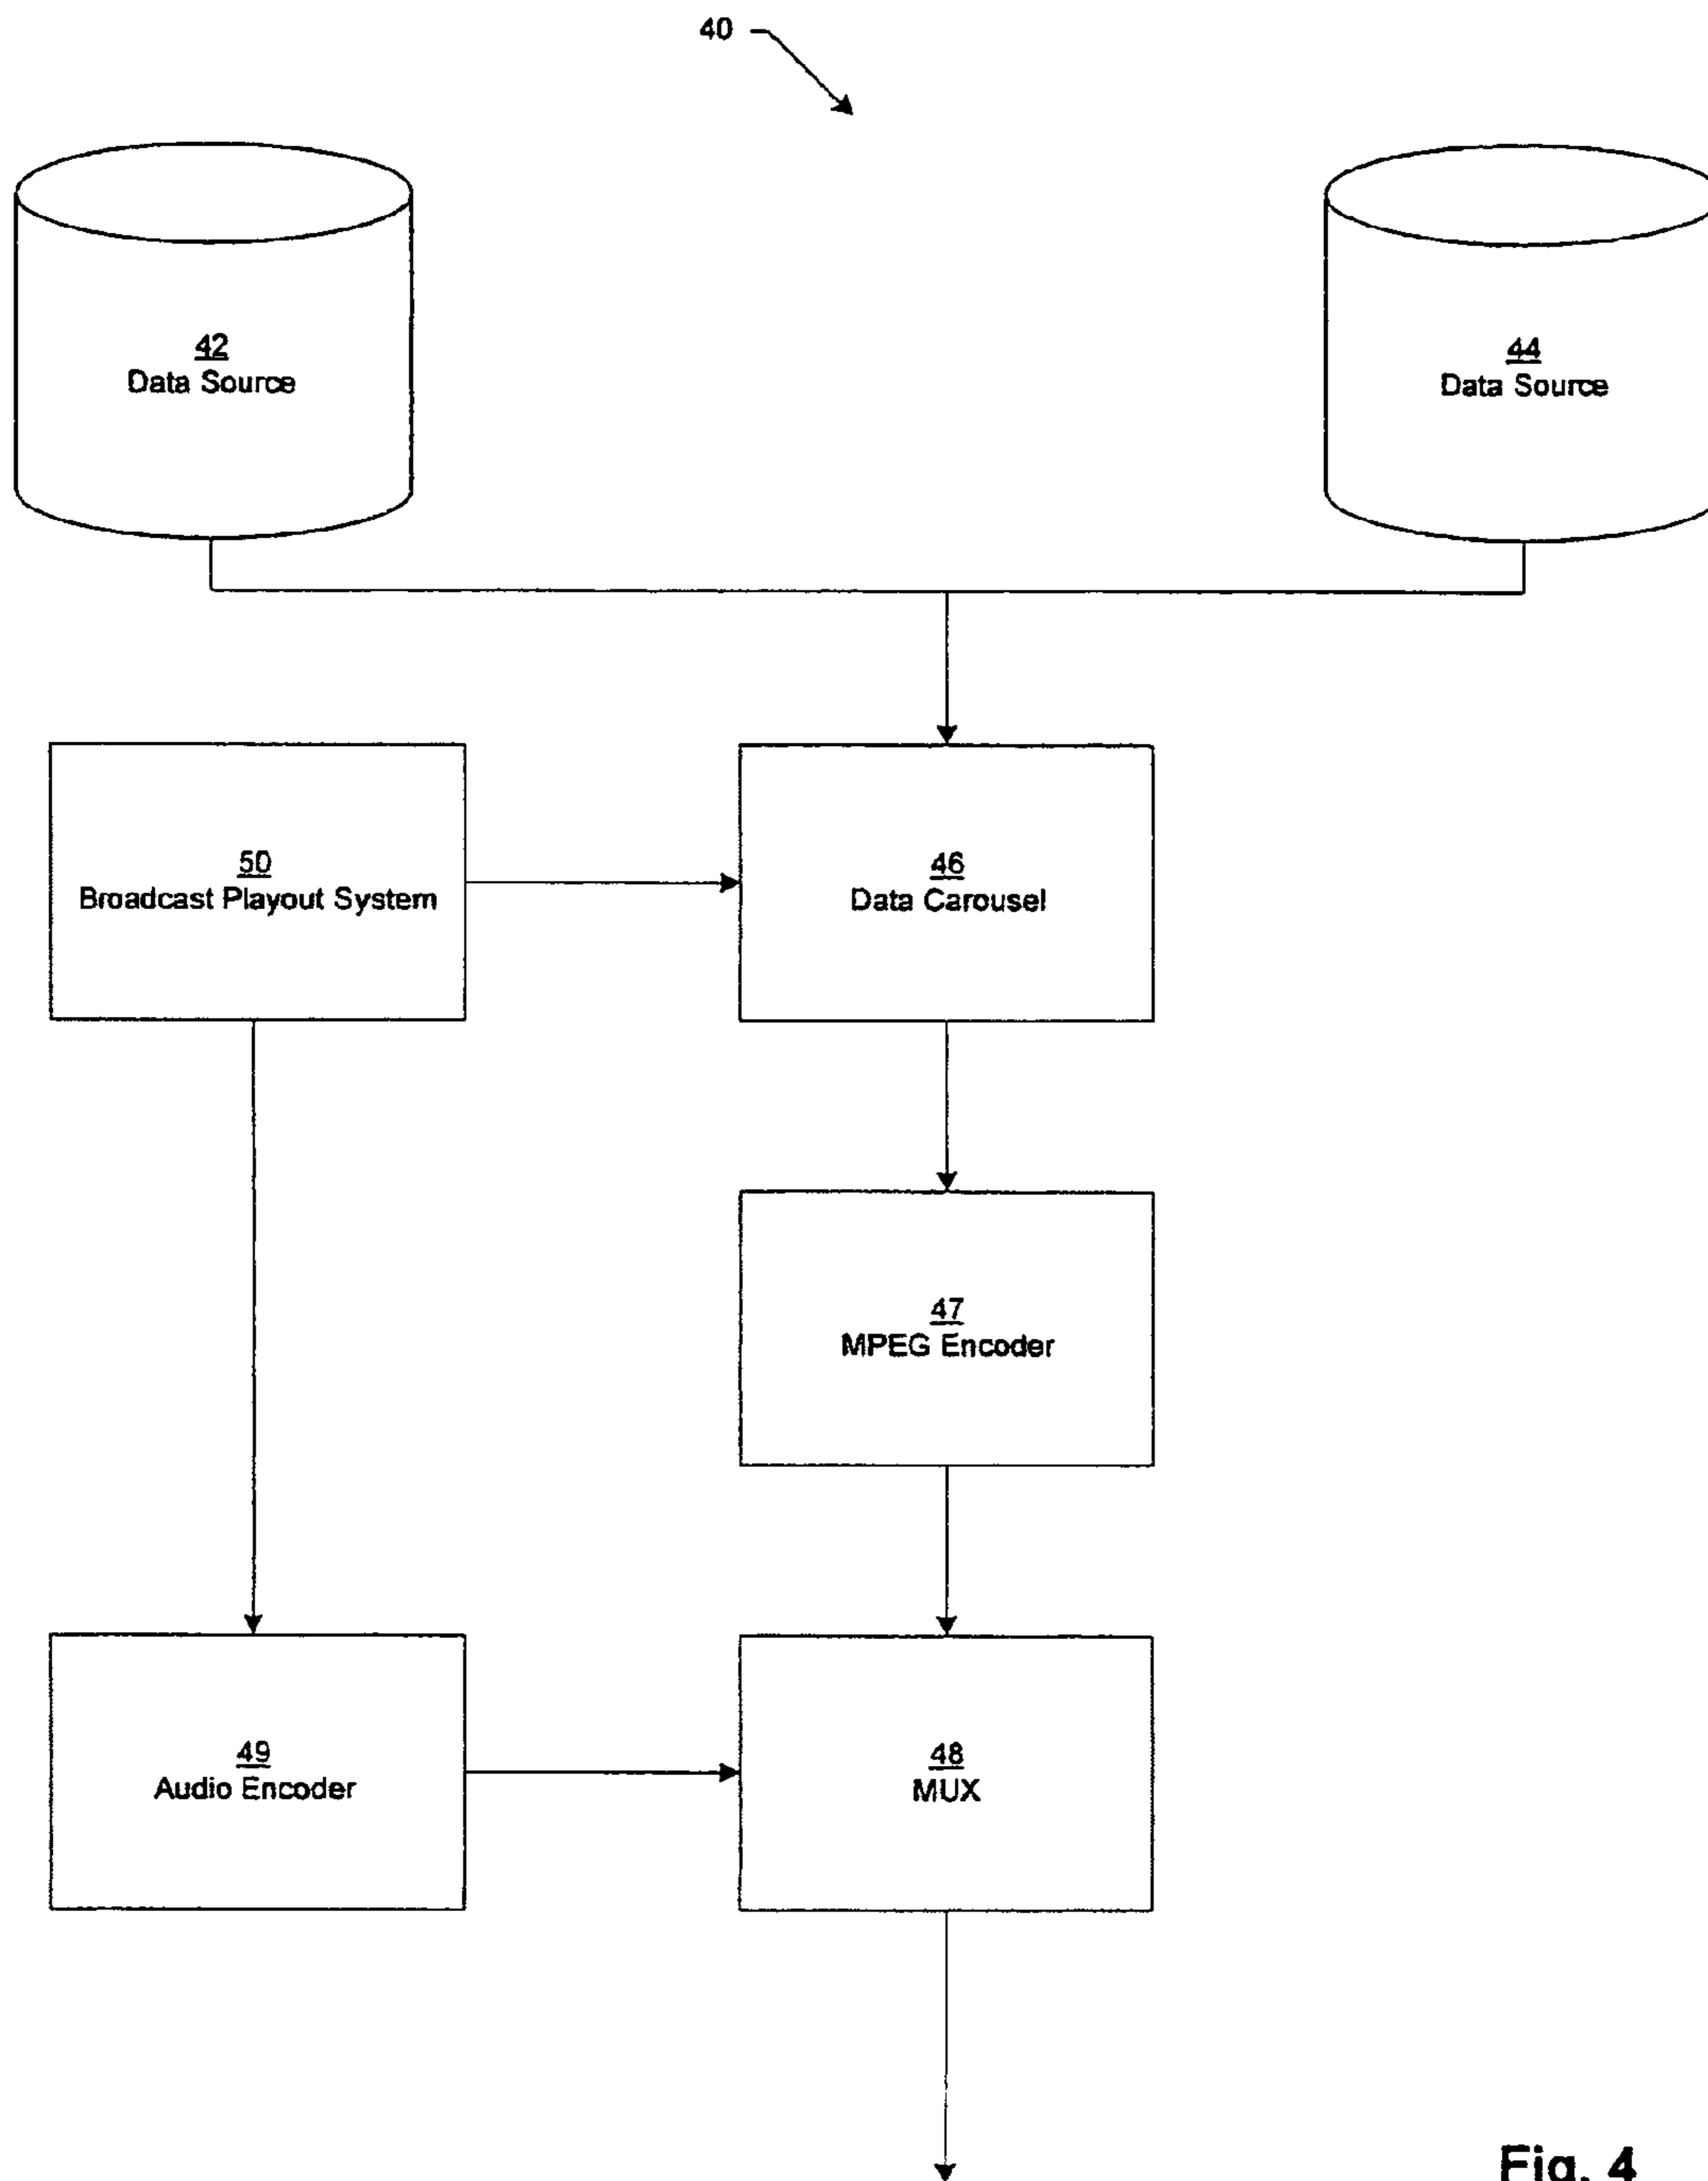 40
42
Data Source
44
Data Source
50
Broadcast Playout System
46
Data Carousel
47
MPEG Encoder
49
Audio Encoder
48
MUX
Fig. 4